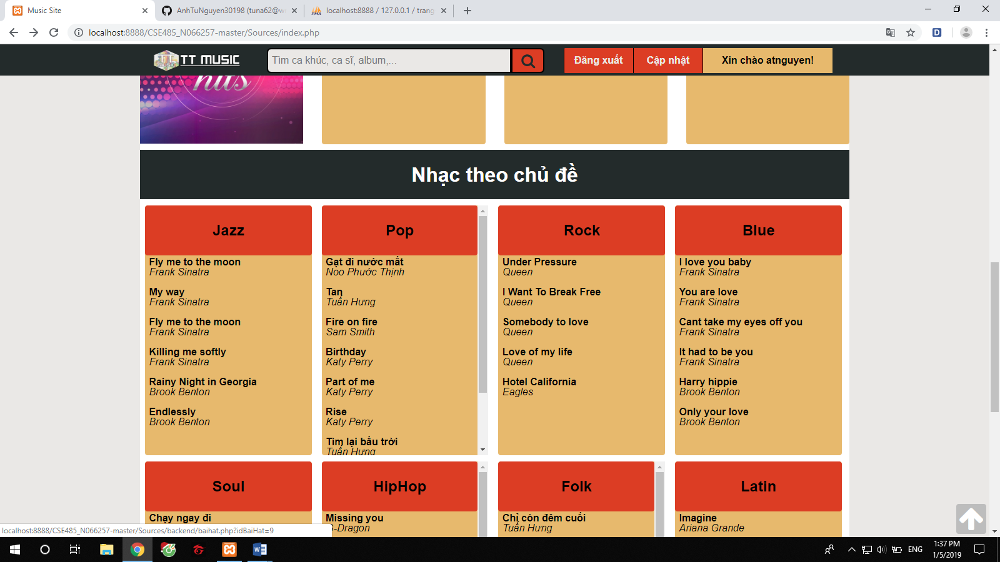 Music Site
AnhTuNguyen30198 (tuna62@w
localhost:8888 / 127.0.0.1 / trang
localhost:8888/CSE485_N066257-master/Sources/index.php
TT MUSIC
Tìm ca khúc, ca sĩ, album,...
Đăng xuất
Cập nhật
Xin chào atnguyen!
hits
Nhạc theo chủ đề
Jazz
Fly me to the moon
Frank Sinatra
My way
Frank Sinatra
Fly me to the moon
Frank Sinatra
Killing me softly
Frank Sinatra
Rainy Night in Georgia
Brook Benton
Endlessly
Brook Benton
Pop
Gạt đi nước mắt
Noo Phước Thịnh
Tan
Tuấn Hưng
Fire on fire
Sam Smith
Birthday
Katy Perry
Part of me
Katy Perry
Rise
Katy Perry
Tìm lại bầu trời
Tuấn Hưng
Rock
Under Pressure
Queen
I Want To Break Free
Queen
Somebody to love
Queen
Love of my life
Queen
Hotel California
Eagles
Blue
I love you baby
Frank Sinatra
You are love
Frank Sinatra
Cant take my eyes off you
Frank Sinatra
It had to be you
Frank Sinatra
Harry hippie
Brook Benton
Only your love
Brook Benton
Soul
Chạy ngay đi
HipHop
Missing you
G-Dragon
Folk
Chỉ còn đêm cuối
Tuấn Hưng
Latin
Imagine
Ariana Grande
localhost:8888/CSE485_N066257-master/Sources/backend/baihat.php?idBaiHat=9
ENG
1:37 PM
1/5/2019